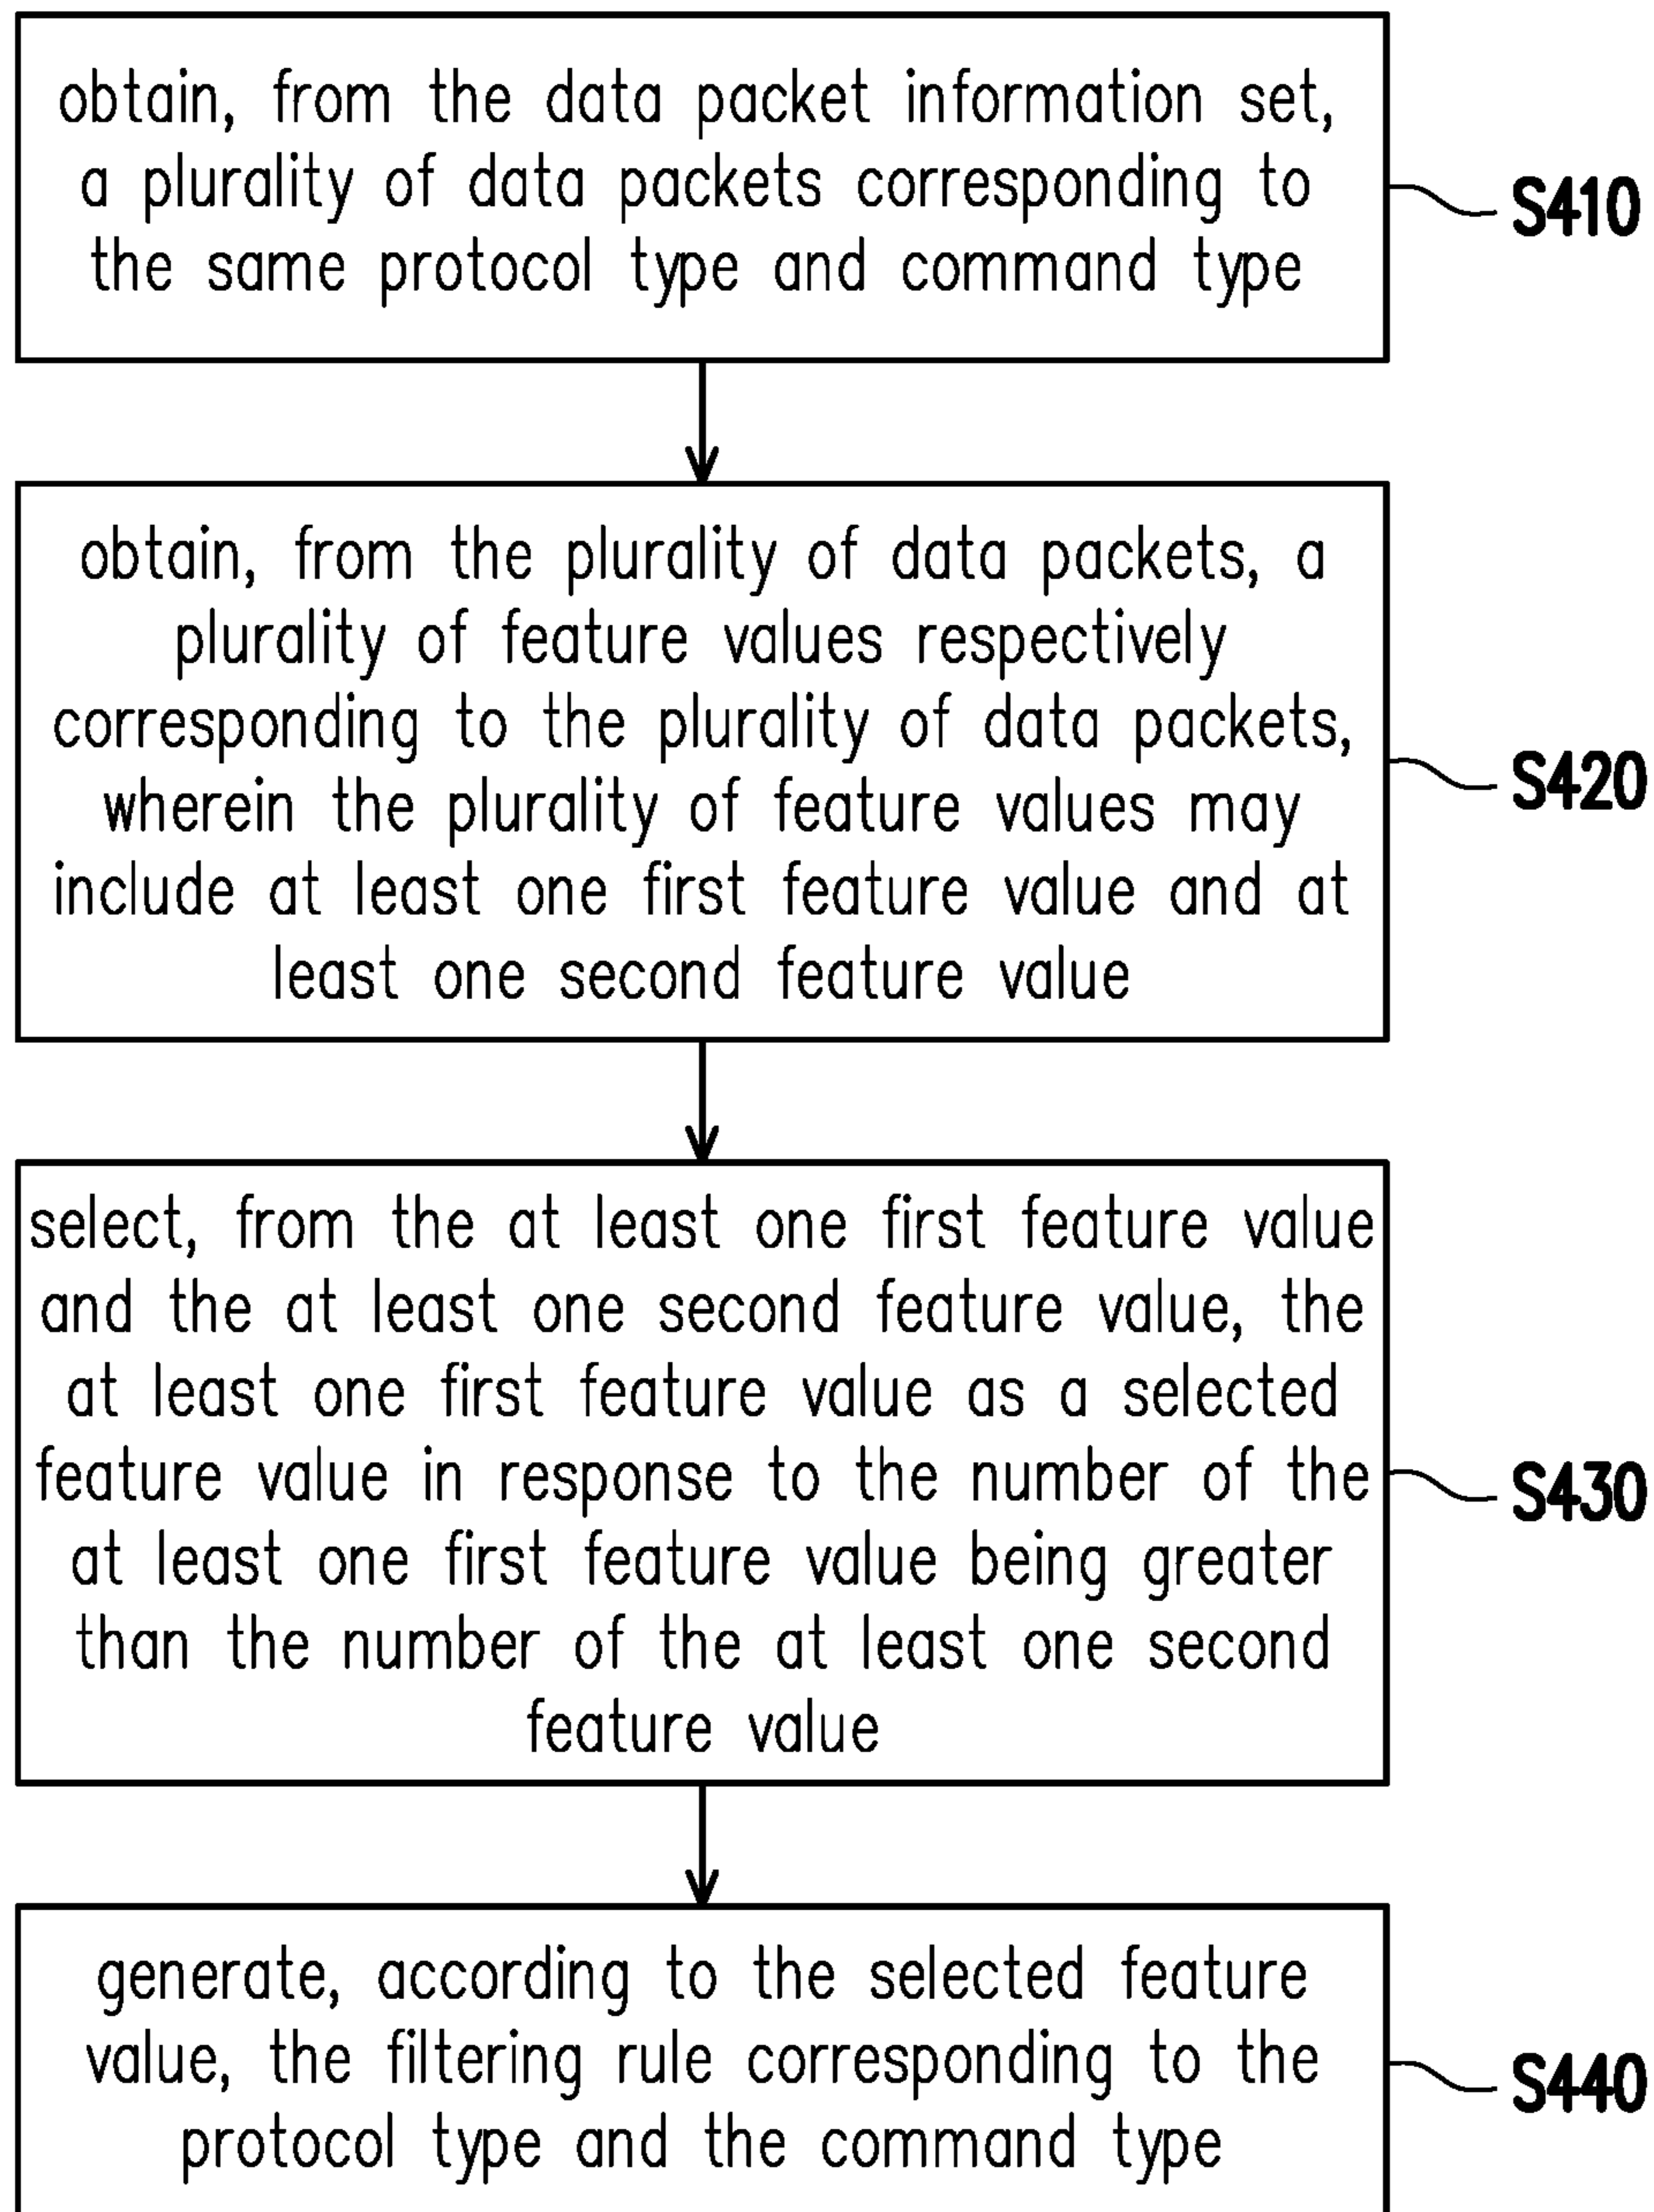 obtain, from the data packet information set,
a plurality of data packets corresponding to
the same protocol type and command type
S410
obtain, from the plurality of data packets, a
plurality of feature values respectively
corresponding to the plurality of data packets,
wherein the plurality of feature values may
include at least one first feature value and at
least one second feature value
S420
select, from the at least one first feature value
and the at least one second feature value, the
at least one first feature value as a selected
feature value in response to the number of the
at least one first feature value being greater
than the number of the at least one second
feature value
S430
generate, according to the selected feature
value, the filtering rule corresponding to the
protocol type and the command type
S440